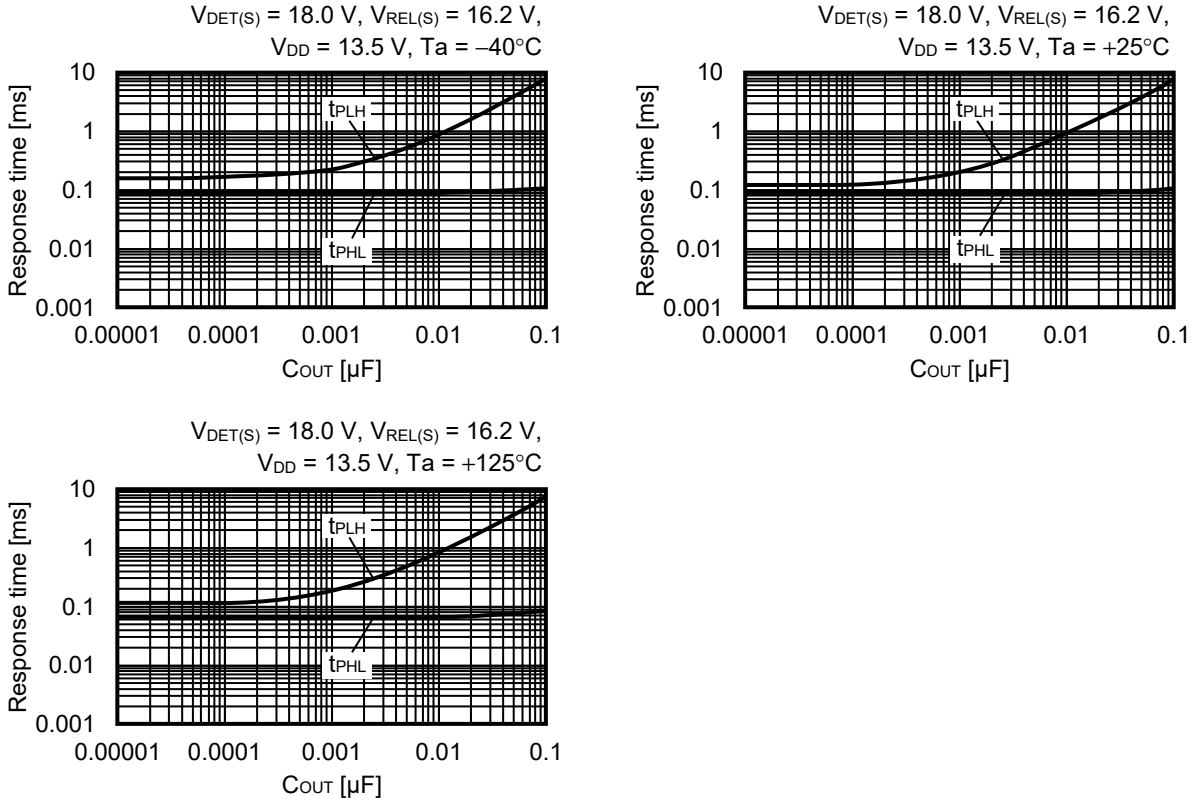 VDET(S) = 18.0 V, VREL(S) = 16.2 V,
VDD = 13.5 V, Ta = −40°C
Response time [ms]
10
1
0.1
0.01
0.001
tPLH
tPHL
0.00001 0.0001 0.001 0.01 0.1
COUT [µF]
VDET(S) = 18.0 V, VREL(S) = 16.2 V,
VDD = 13.5 V, Ta = +25°C
Response time [ms]
10
1
0.1
0.01
0.001
tPLH
tPHL
0.00001 0.0001 0.001 0.01 0.1
COUT [µF]
VDET(S) = 18.0 V, VREL(S) = 16.2 V,
VDD = 13.5 V, Ta = +125°C
Response time [ms]
10
1
0.1
0.01
0.001
tPLH
tPHL
0.00001 0.0001 0.001 0.01 0.1
COUT [µF]